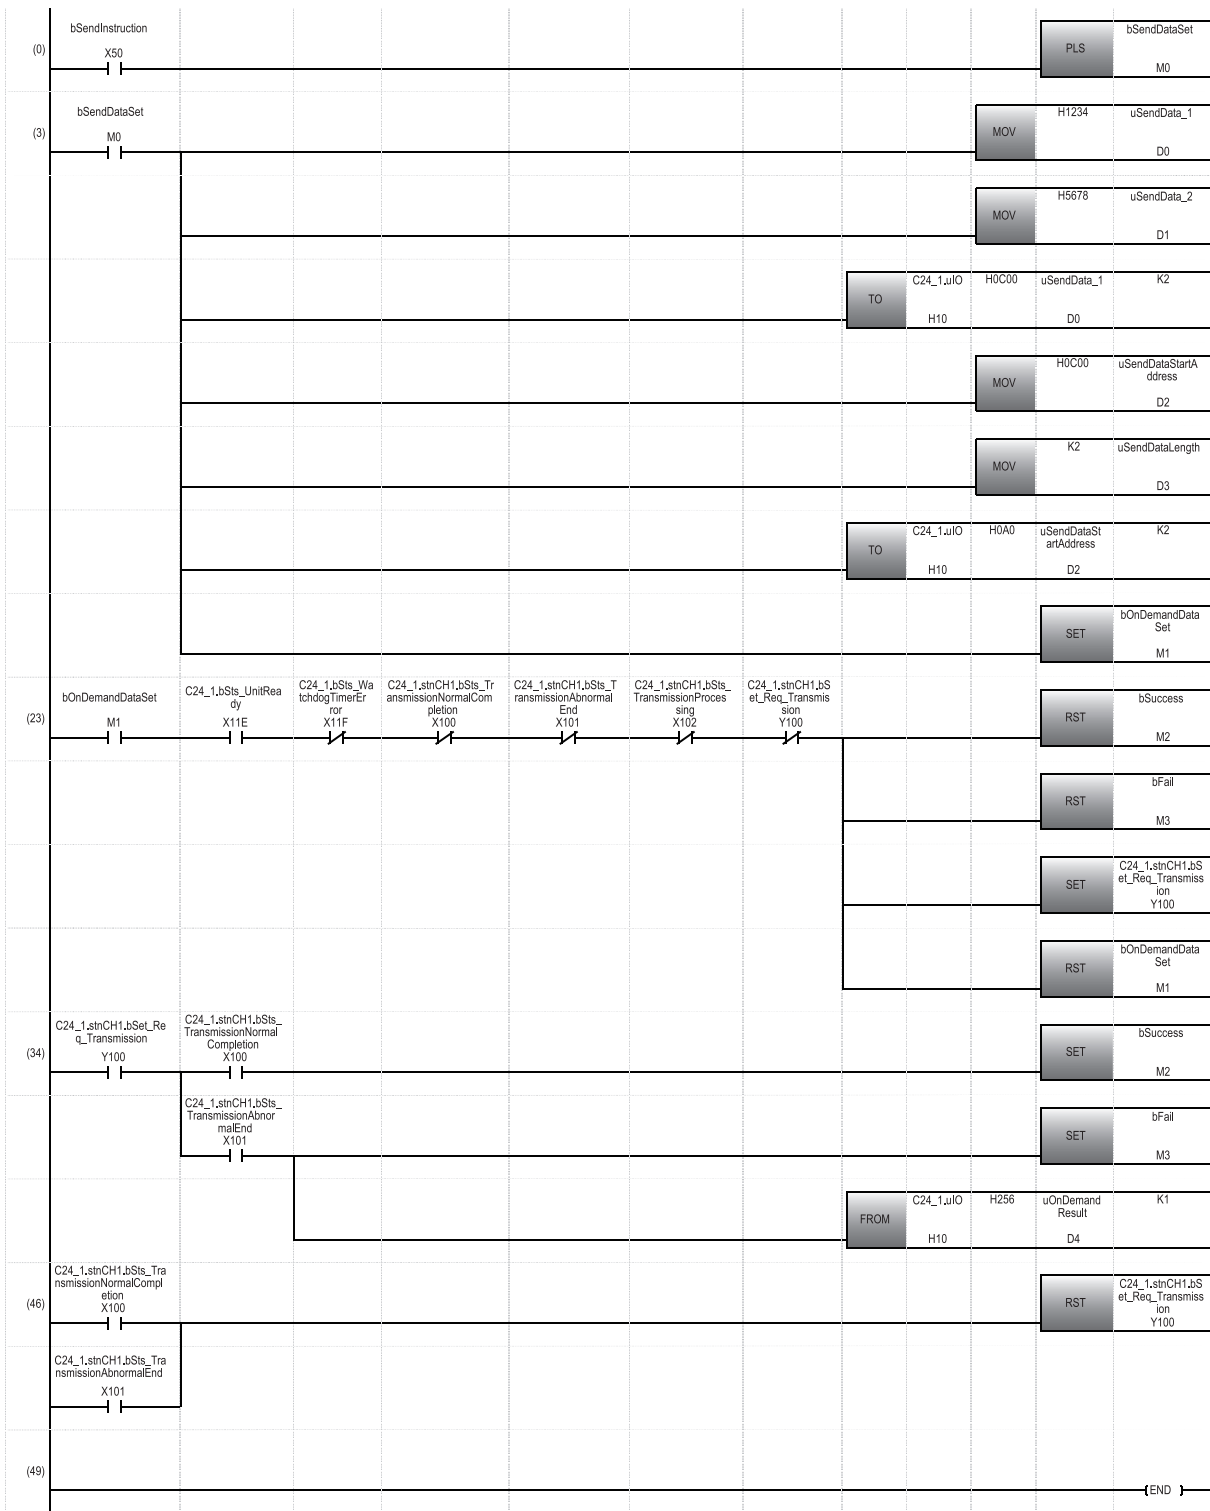 bSendInstruction
bSendDataSet
(0)
X50
PLS
M0
bSendDataSet
H1234
uSendData_1
(3)
M0
MOV
D0
H5678
uSendData_2
MOV
D1
C24_1.uIO
H0C00
uSendData_1
K2
TO
H10
D0
H0C00
uSendDataStartA
ddress
MOV
D2
K2
uSendDataLength
MOV
D3
C24_1.uIO
H0A0
uSendDataSt
artAddress
K2
TO
H10
D2
bOnDemandData
Set
SET
M1
bOnDemandDataSet
(23)
M1
C24_1.bSts_UnitRea
dy
X11E
C24_1.bSts_Wa
tchdogTimerEr
ror
X11F
C24_1.stnCH1.bSts_Tr
ansmissionNormalCom
pletion
X100
C24_1.stnCH1.bSts_T
ransmissionAbnormal
End
X101
C24_1.stnCH1.bSts_
TransmissionProces
sing
X102
C24_1.stnCH1.bS
et_Req_Transmis
sion
Y100
bSuccess
RST
M2
bFail
RST
M3
C24_1.stnCH1.bS
et_Req_Transmiss
ion
SET
Y100
bOnDemandData
Set
RST
M1
C24_1.stnCH1.bSet_Re
q_Transmission
(34)
Y100
C24_1.stnCH1.bSts_
TransmissionNormal
Completion
X100
bSuccess
SET
M2
C24_1.stnCH1.bSts_
TransmissionAbnor
malEnd
X101
bFail
SET
M3
C24_1.uIO
H256
uOnDemand
Result
K1
FROM
H10
D4
C24_1.stnCH1.bSts_Tra
nsmissionNormalCompl
etion
(46)
X100
C24_1.stnCH1.bS
et_Req_Transmiss
ion
RST
Y100
C24_1.stnCH1.bSts_Tra
nsmissionAbnormalEnd
X101
(49)
END